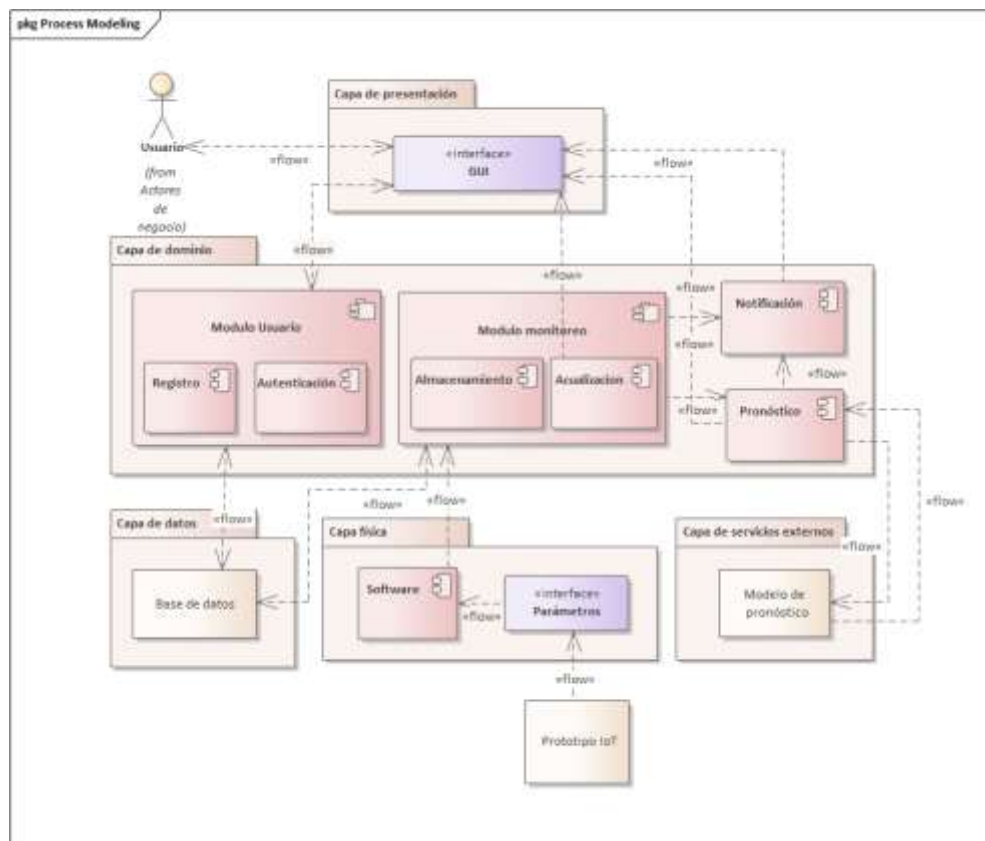 pkg Process Modeling
Capa de presentación
Usuario
(from
Actores
de
negocio)
«flow»
«interface»
GUI
«flow»
«flow»
Capa de dominio
«flow»
Modulo Usuario
Registro
Autenticación
Modulo monitoreo
Almacenamiento
Acualización
«flow»
Notificación
«flow»
«flow»
«flow»
Pronóstico
Capa de datos
«flow»
Base de datos
«flow»
«flow»
Capa física
Software
«flow»
«interface»
Parámetros
Capa de servicios externos
«flow»
«flow»
Modelo de
pronóstico
«flow»
Prototipo IoT